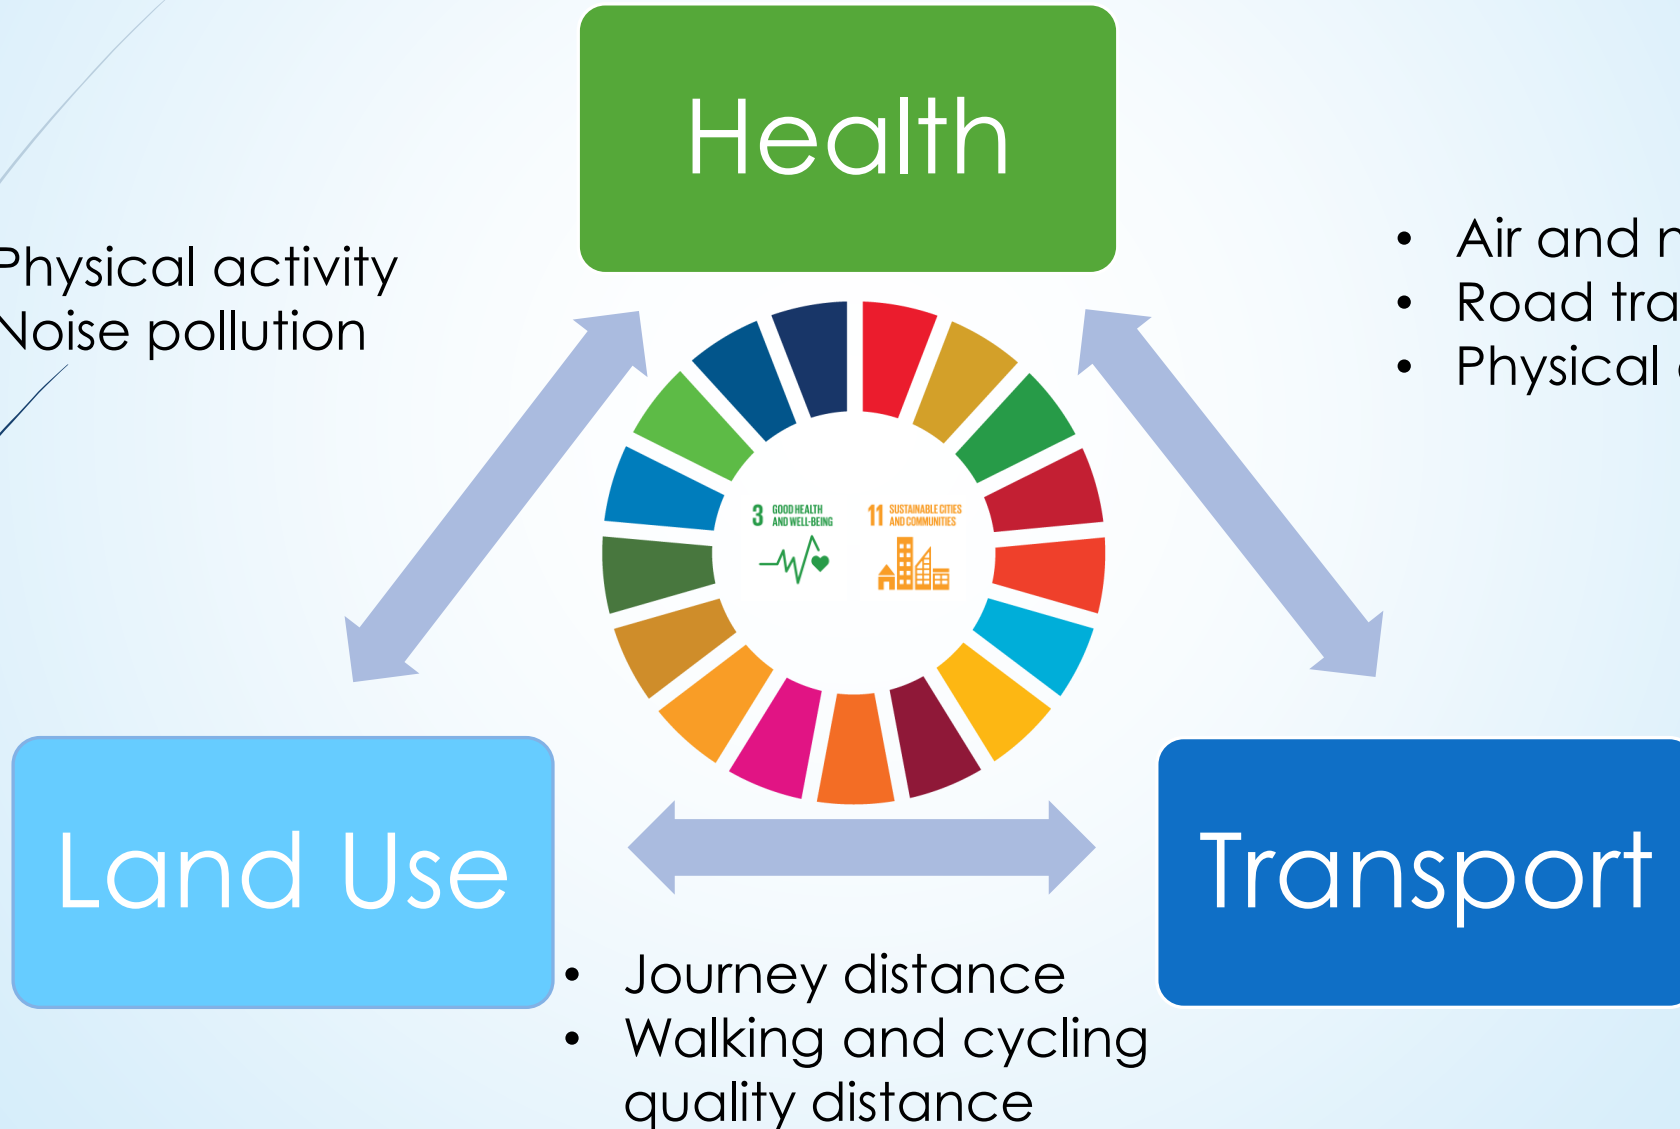 Health
Physical activity
Noise pollution
• Air and
• Road
• Physical
3 GOOD HEALTH
AND WELL-BEING
11 SUSTAINABLE CITIES
AND COMMUNITIES
Land Use
Transport
• Journey distance
• Walking and cycling
quality distance